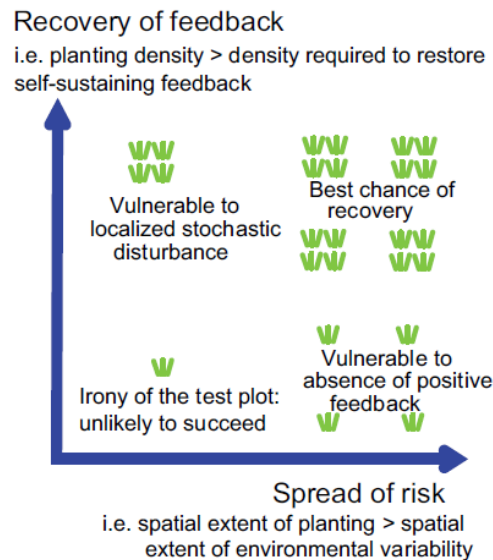 Recovery of feedback
i.e. planting density > density required to restore
self-sustaining feedback
Vulnerable to
localized stochastic
disturbance
Best chance of
recovery
Irony of the test plot:
unlikely to succeed
Vulnerable to
absence of positive
feedback
Spread of risk
i.e. spatial extent of planting > spatial
extent of environmental variability